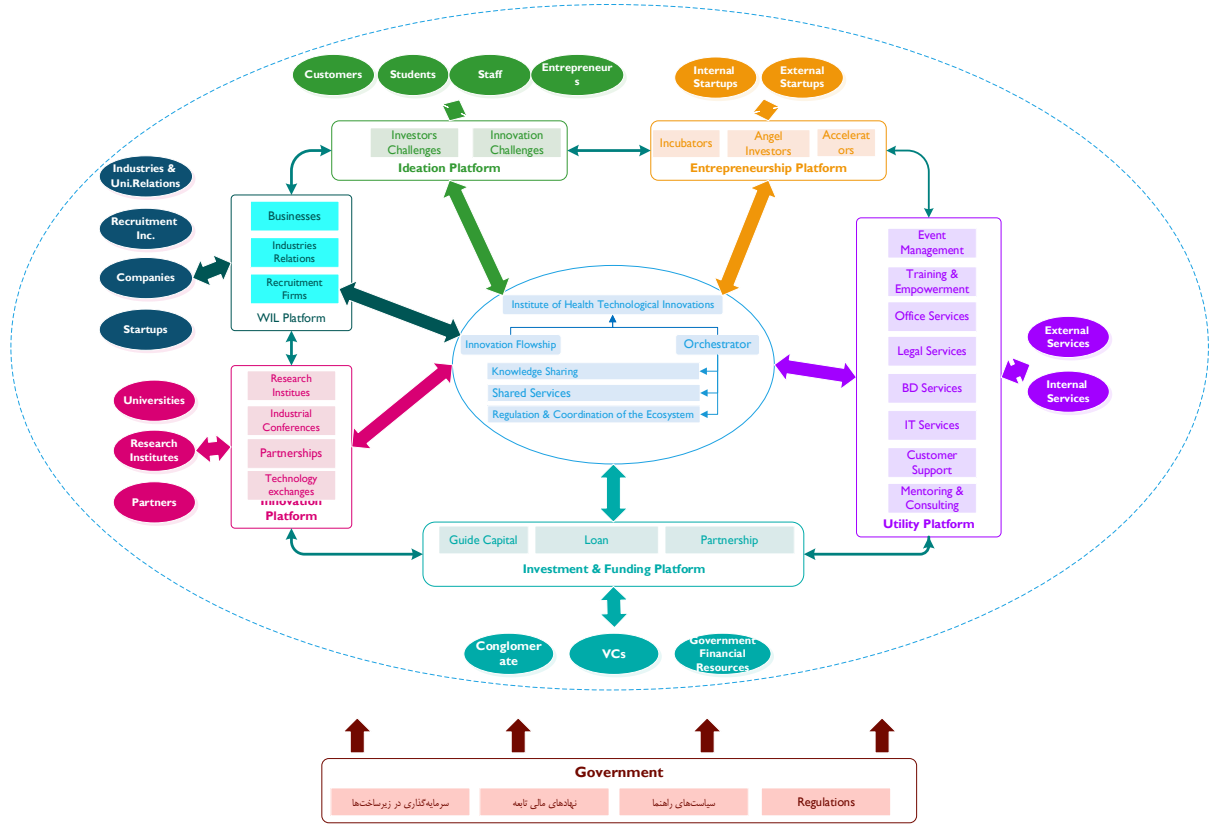 Customers
Students
Staff
Entrepreneur
s
Internal
Startups
External
Startups
Investors
Challenges
Innovation
Challenges
Ideation Platform
Incubators
Angel
Investors
Accelerat
ors
Entrepreneurship Platform
Industries &
Uni.Relations
Recruitment
Inc.
Companies
Startups
Businesses
Industries
Relations
Recruitment
Firms
WIL Platform
Event
Management
Training &
Empowerment
Office Services
Legal Services
BD Services
IT Services
Customer
Support
Mentoring &
Consulting
Utility Platform
External
Services
Internal
Services
Institute of Health Technological Innovations
Innovation Flowship
Orchestrator
Knowledge Sharing
Shared Services
Regulation & Coordination of the Ecosystem
Universities
Research
Institutes
Partners
Research
Institues
Industrial
Conferences
Partnerships
Technology
exchanges
Innovation
Platform
Guide Capital
Loan
Partnership
Investment & Funding Platform
Conglomer
ate
VCs
Government
Financial
Resources
Government
سرمایه‌گذاری در زیرساخت‌ها
نهادهای مالی تابعه
سیاست‌های راهنما
Regulations